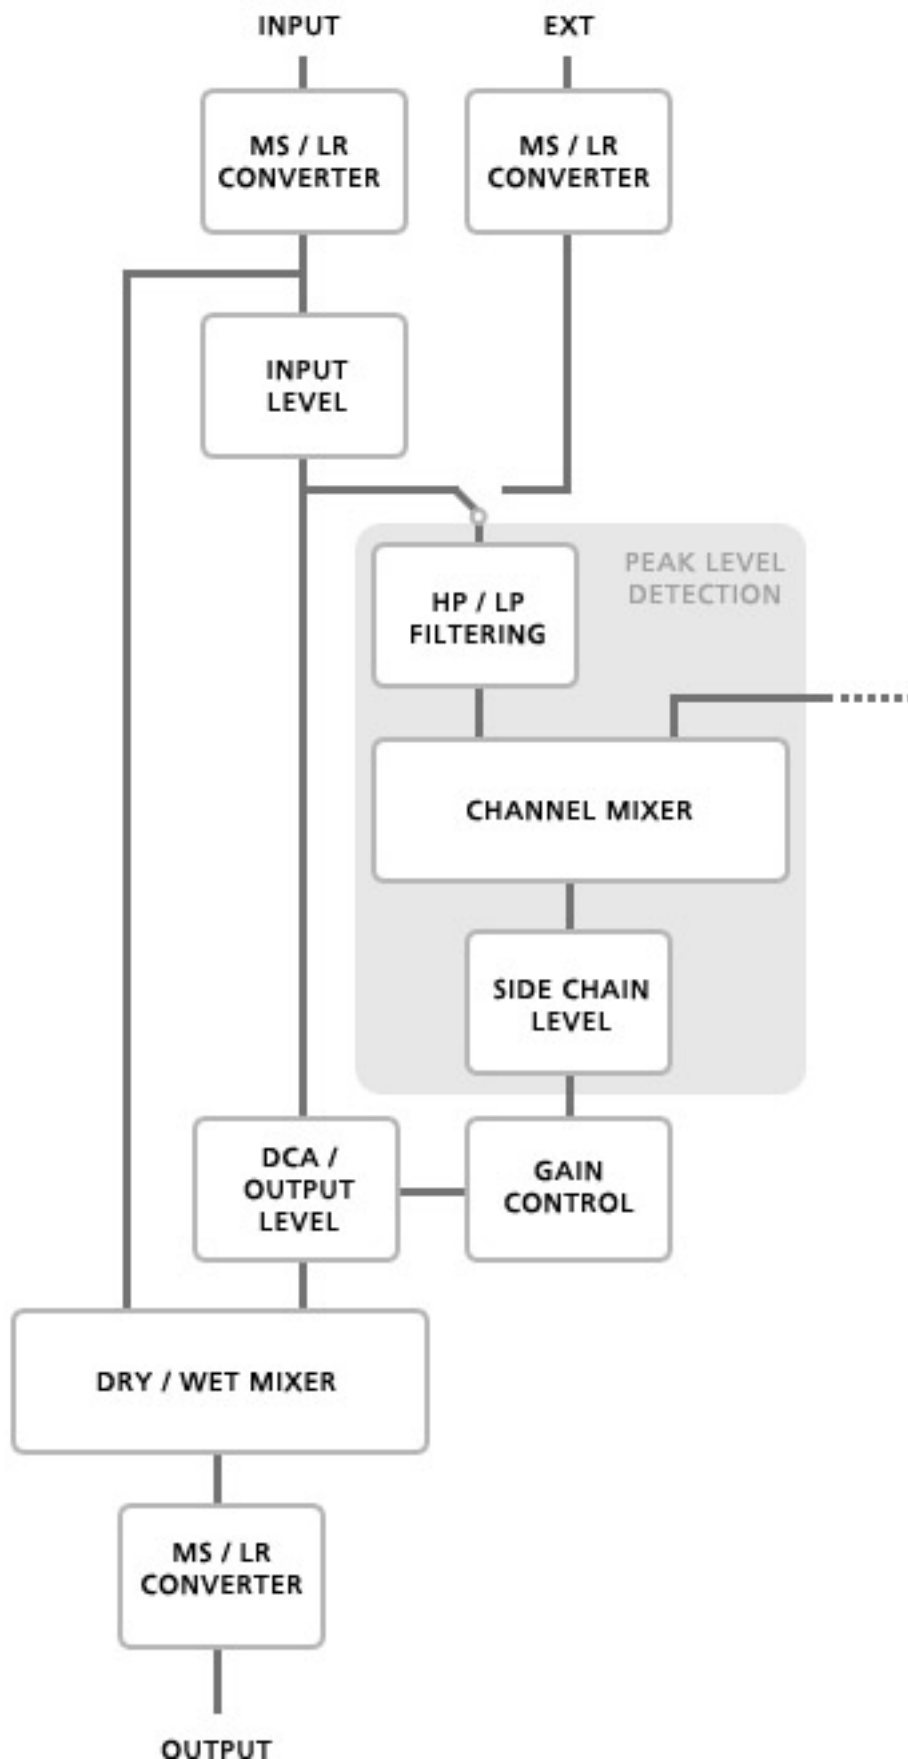 INPUT
EXT
MS / LR
CONVERTER
MS / LR
CONVERTER
INPUT
LEVEL
PEAK LEVEL
DETECTION
HP / LP
FILTERING
CHANNEL MIXER
SIDE CHAIN
LEVEL
DCA /
OUTPUT
LEVEL
GAIN
CONTROL
DRY / WET MIXER
MS / LR
CONVERTER
OUTPUT